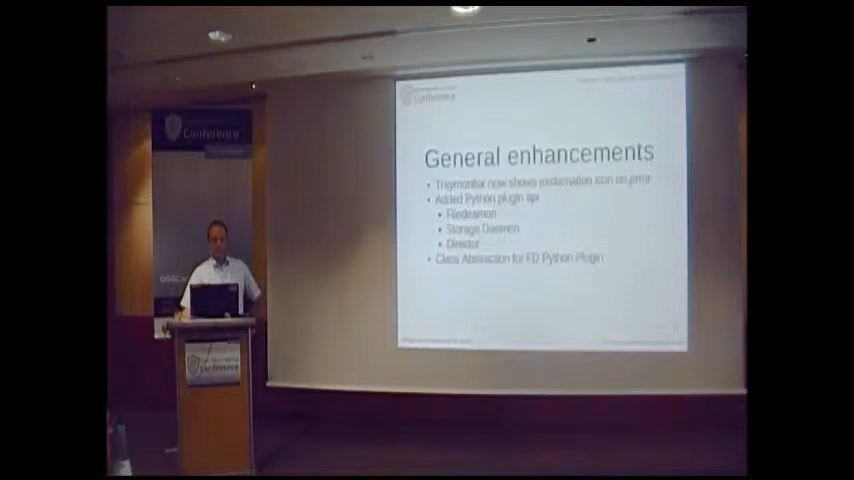 Conference
General enhancements
• Traymonitor now shows exclamation icon on error
• Added Python plugin api
• Filedaemon
• Storage Daemon
• Director
• Class Abstraction for FD Python Plugin
Conference
Conference